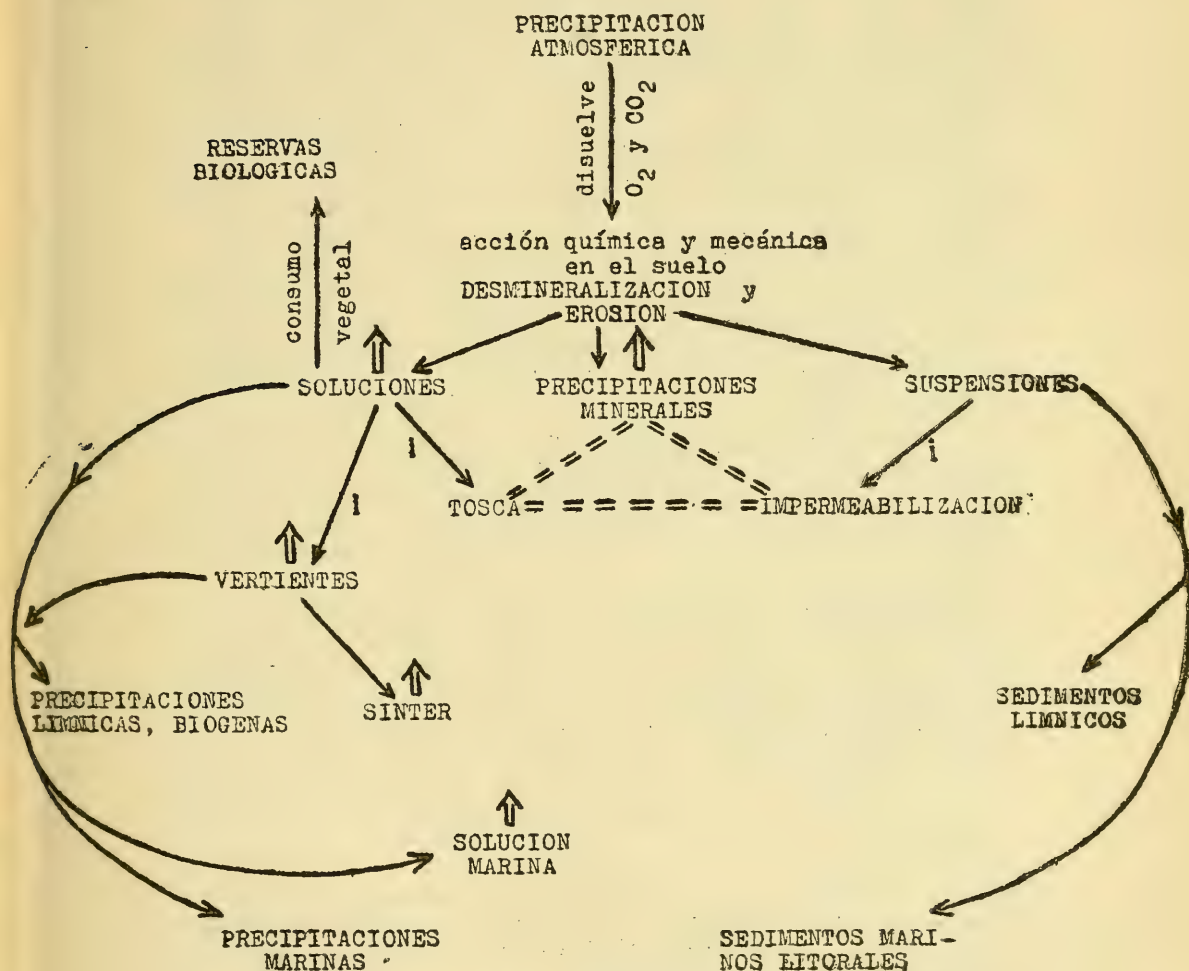 PRECIPITACION
ATMOSFERICA
disuelve
O₂ y CO₂
RESERVAS
BIOLOGICAS
consumo
vegetal
acción química y mecánica
en el suelo
DESMINERALIZACION y
EROSION
SOLUCIONES
PRECIPITACIONES
MINERALES
SUSPENSIONES
i
i
TOSCA
IMPERMEABILIZACION
i
VERTIENTES
PRECIPITACIONES
LIMNICAS, BIOGENAS
SINTER
SEDIMENTOS
LIMNICOS
SOLUCION
MARINA
PRECIPITACIONES
MARINAS
SEDIMENTOS MARI-
NOS LITORALES